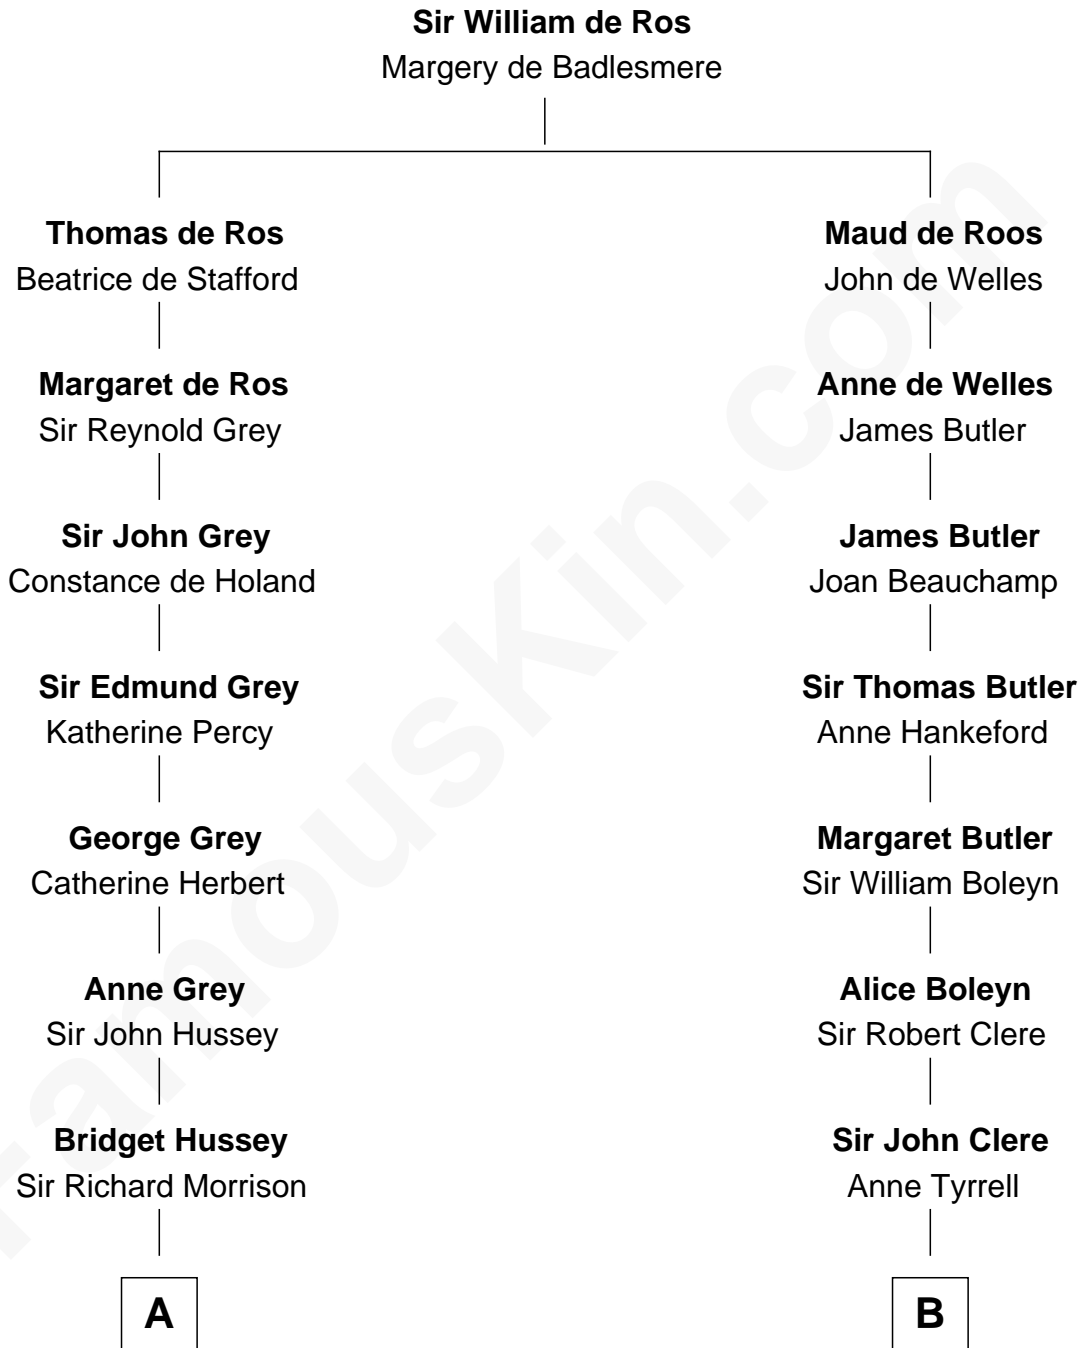 Sir William de Ros
Margery de Badlesmere
Thomas de Ros
Beatrice de Stafford
Margaret de Ros
Sir Reynold Grey
Sir John Grey
Constance de Holand
Sir Edmund Grey
Katherine Percy
George Grey
Catherine Herbert
Anne Grey
Sir John Hussey
Bridget Hussey
Sir Richard Morrison
A
Maud de Roos
John de Welles
Anne de Welles
James Butler
James Butler
Joan Beauchamp
Sir Thomas Butler
Anne Hankeford
Margaret Butler
Sir William Boleyn
Alice Boleyn
Sir Robert Clere
Sir John Clere
Anne Tyrrell
B
FamousKin.com